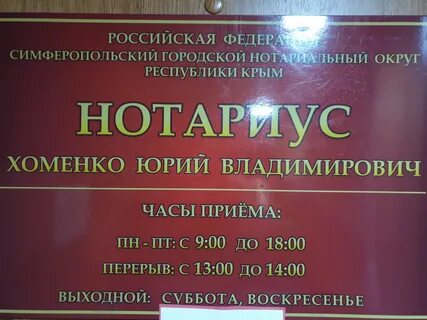 РОССИЙСКАЯ ФЕДЕРАЦИЯ
СИМФЕРОПОЛЬСКИЙ ГОРОДСКОЙ НОТАРИАЛЬНЫЙ ОКРУГ
РЕСПУБЛИКИ КРЫМ
НОТАРИУС
ХОМЕНКО ЮРИЙ ВЛАДИМИРОВИЧ
ЧАСЫ ПРИЁМА:
ПН - ПТ: С 9:00 ДО 18:00
ПЕРЕРЫВ: С 13:00 ДО 14:00
ВЫХОДНОЙ: СУББОТА, ВОСКРЕСЕНЬЕ